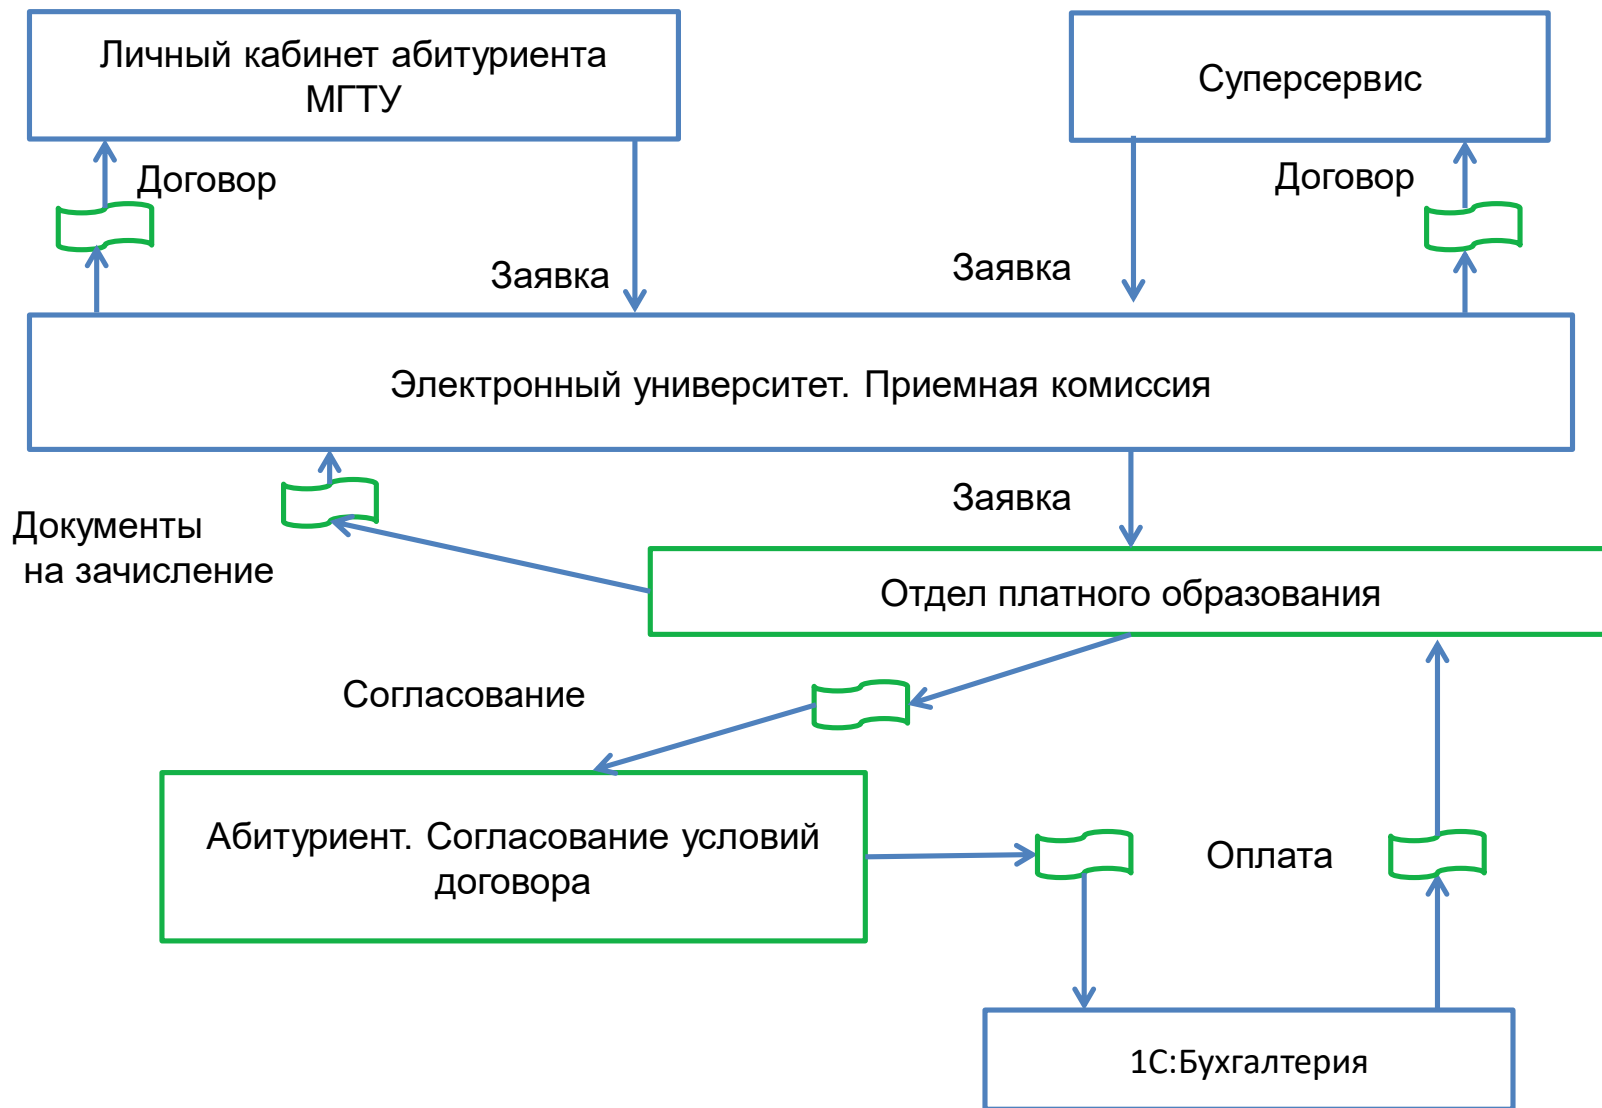 Личный кабинет абитуриента
МГТУ
Суперсервис
Договор
Договор
Заявка
Заявка
Электронный университет. Приемная комиссия
Заявка
Документы
на зачисление
Отдел платного образования
Согласование
Абитуриент. Согласование условий
договора
Оплата
1С:Бухгалтерия